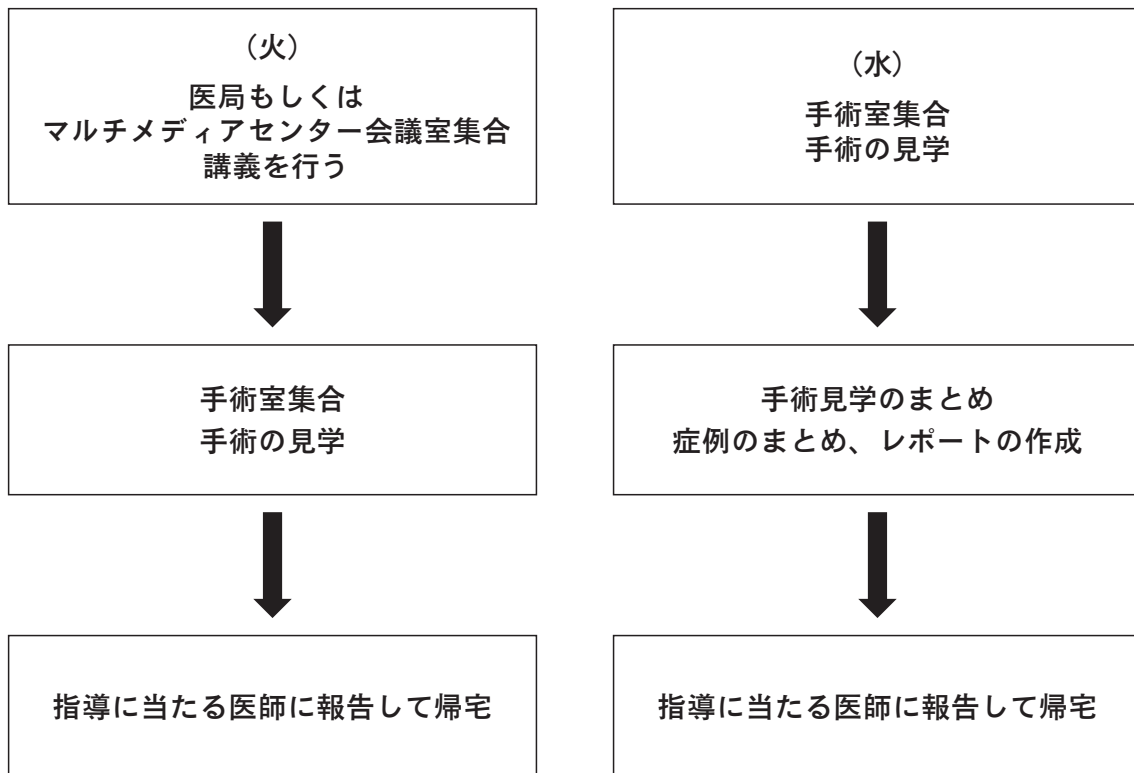 （火）
医局もしくは
マルチメディアセンター会議室集合
講義を行う
手術室集合
手術の見学
指導に当たる医師に報告して帰宅
（水）
手術室集合
手術の見学
手術見学のまとめ
症例のまとめ、レポートの作成
指導に当たる医師に報告して帰宅